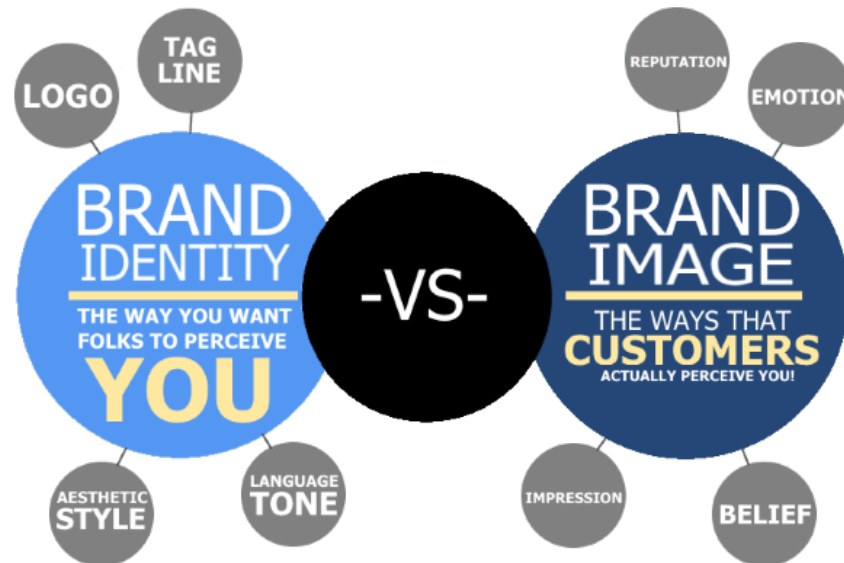 LOGO
TAG
LINE
BRAND
IDENTITY
THE WAY YOU WANT
FOLKS TO PERCEIVE
YOU
AESTHETIC
STYLE
LANGUAGE
TONE
-VS-
REPUTATION
EMOTION
BRAND
IMAGE
THE WAYS THAT
CUSTOMERS
ACTUALLY PERCEIVE YOU!
IMPRESSION
BELIEF